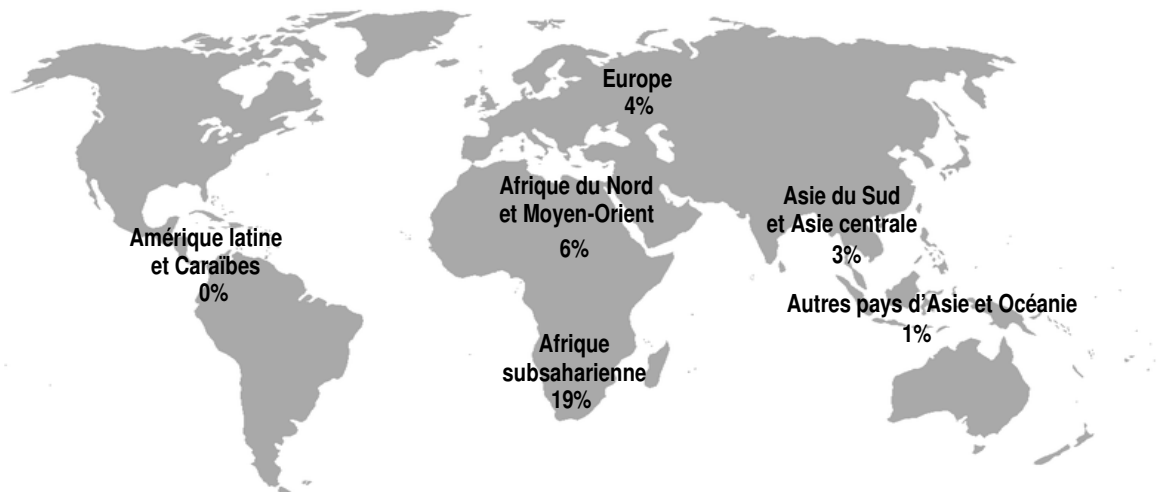 Europe
4%
Afrique du Nord
et Moyen-Orient
6%
Asie du Sud
et Asie centrale
3%
Amérique latine
et Caraïbes
0%
Autres pays d'Asie et Océanie
1%
Afrique
subsaharienne
19%